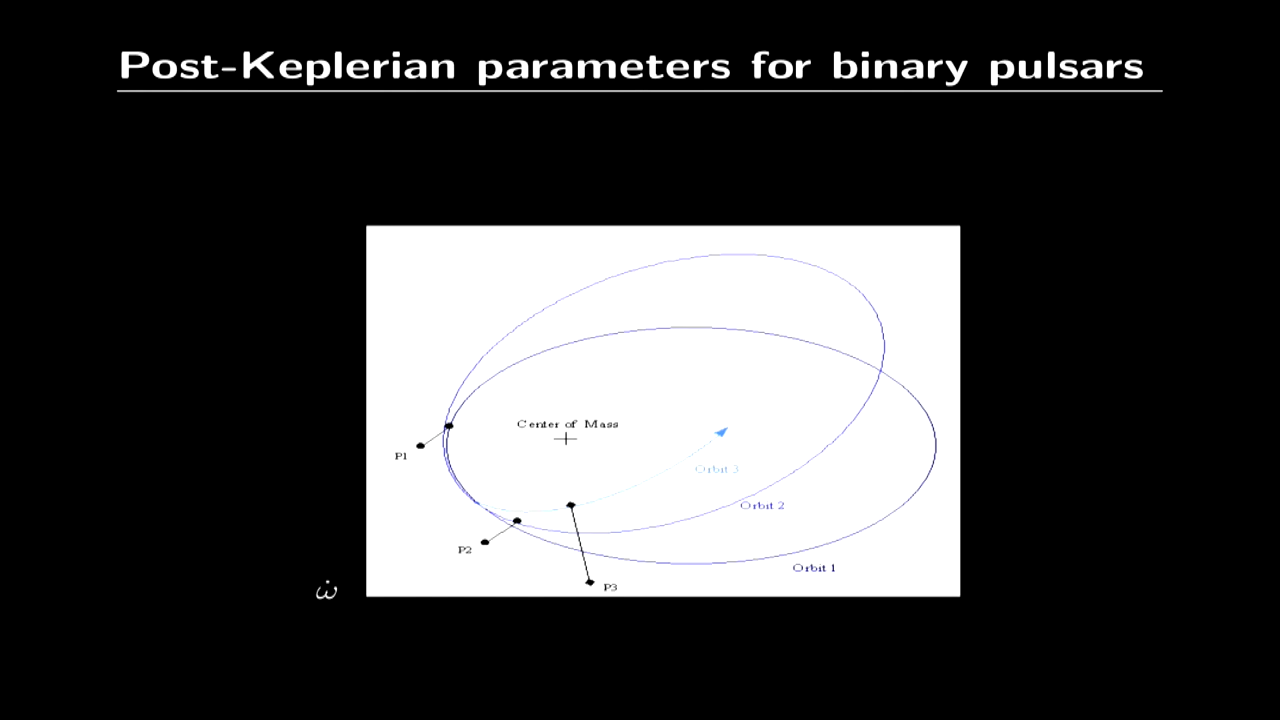 Post-Keplerian parameters for binary pulsars
Center of Mass
P1
Orbit 3
Orbit 2
P2
Orbit 1
P3
ω̇